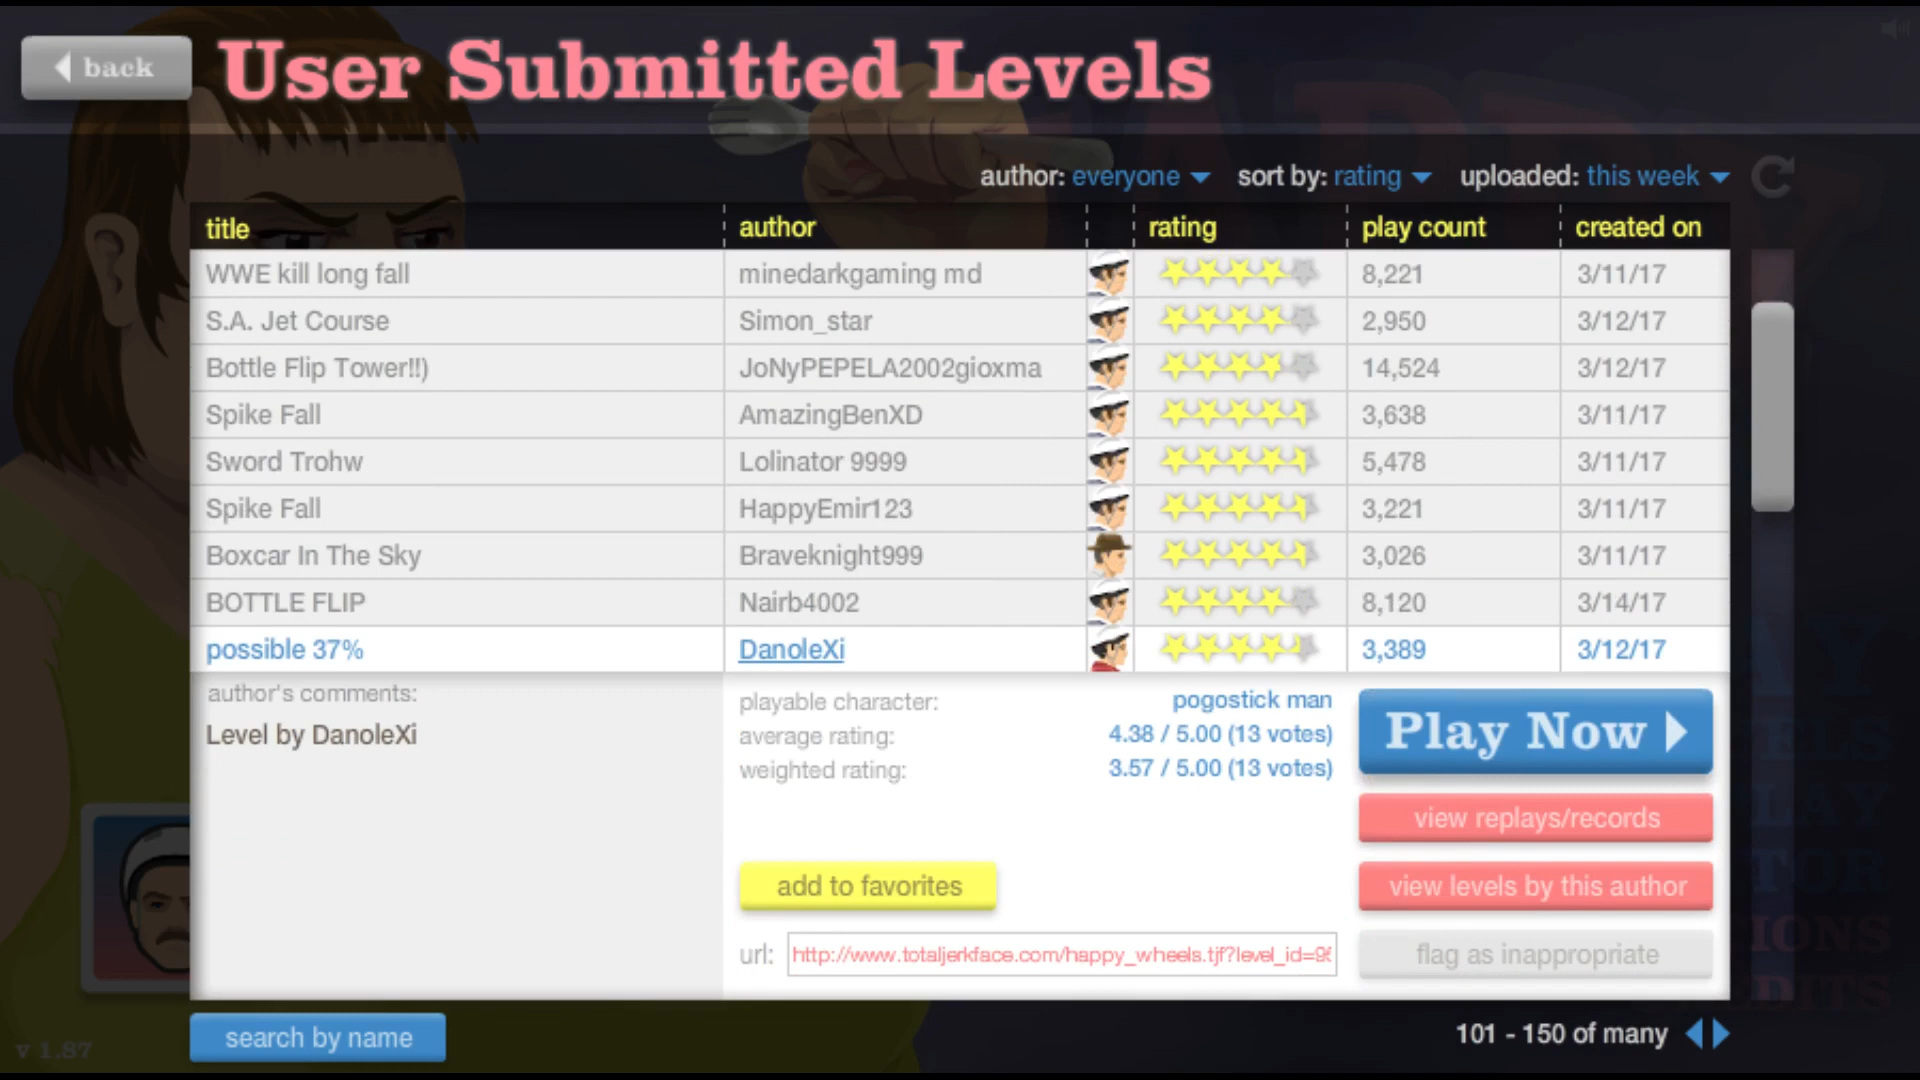 back
User Submitted Levels
author: everyone sort by: rating uploaded: this week
title author rating play count created on
WWE kill long fall minedarkgaming md 8,221 3/11/17
S.A. Jet Course Simon_star 2,950 3/12/17
Bottle Flip Tower!!) JoNyPEPELA2002gioxma 14,524 3/12/17
Spike Fall AmazingBenXD 3,638 3/11/17
Sword Trohw Lolinator 9999 5,478 3/11/17
Spike Fall HappyEmir123 3,221 3/11/17
Boxcar In The Sky Braveknight999 3,026 3/11/17
BOTTLE FLIP Nairb4002 8,120 3/14/17
possible 37% DanoleXi 3,389 3/12/17
author's comments:
Level by DanoleXi
playable character: pogostick man
average rating: 4.38 / 5.00 (13 votes)
weighted rating: 3.57 / 5.00 (13 votes)
Play Now
view replays/records
add to favorites
view levels by this author
url: http://www.totaljerkface.com/happy_wheels.tjf?level_id=9
flag as inappropriate
search by name
101 - 150 of many
v 1.87